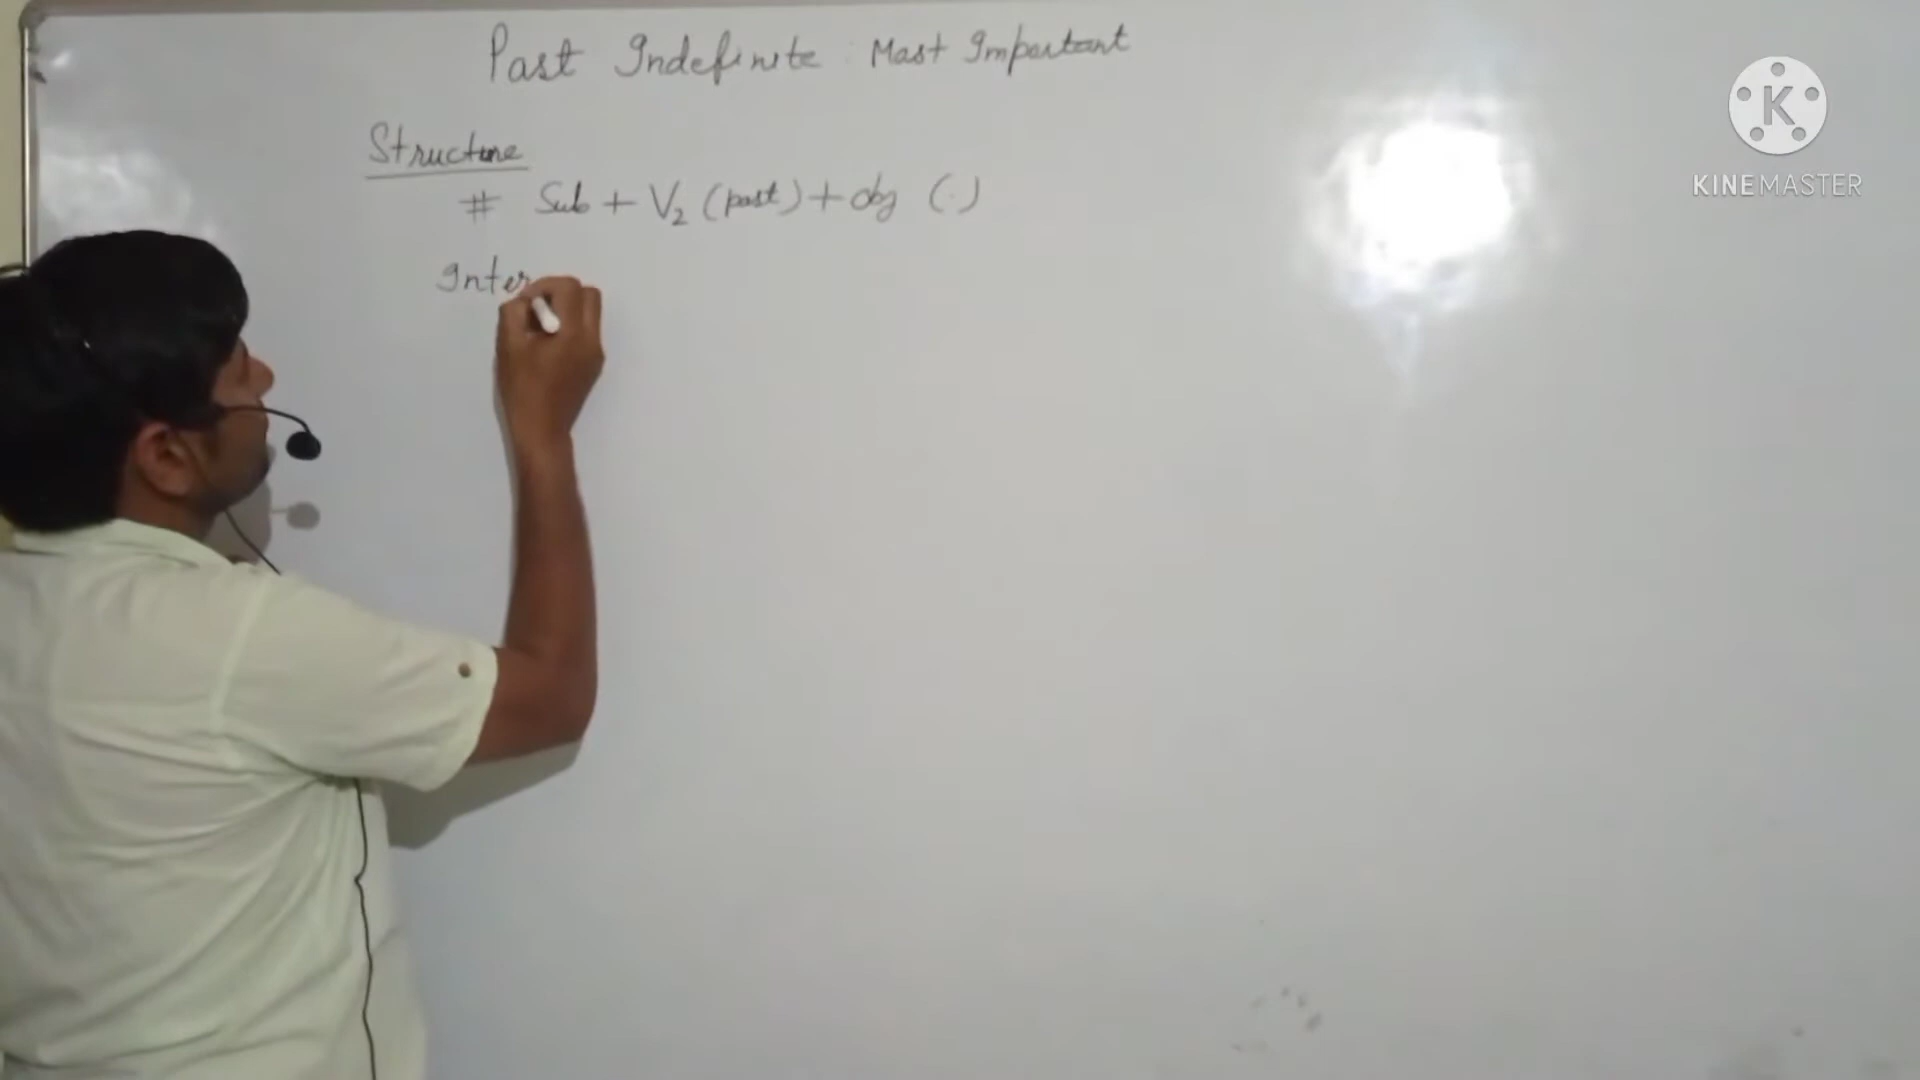 Past Indefinite : Mast Important
Structure
# Sub + V2 (past) + obj (.)
Inter
KINEMASTER